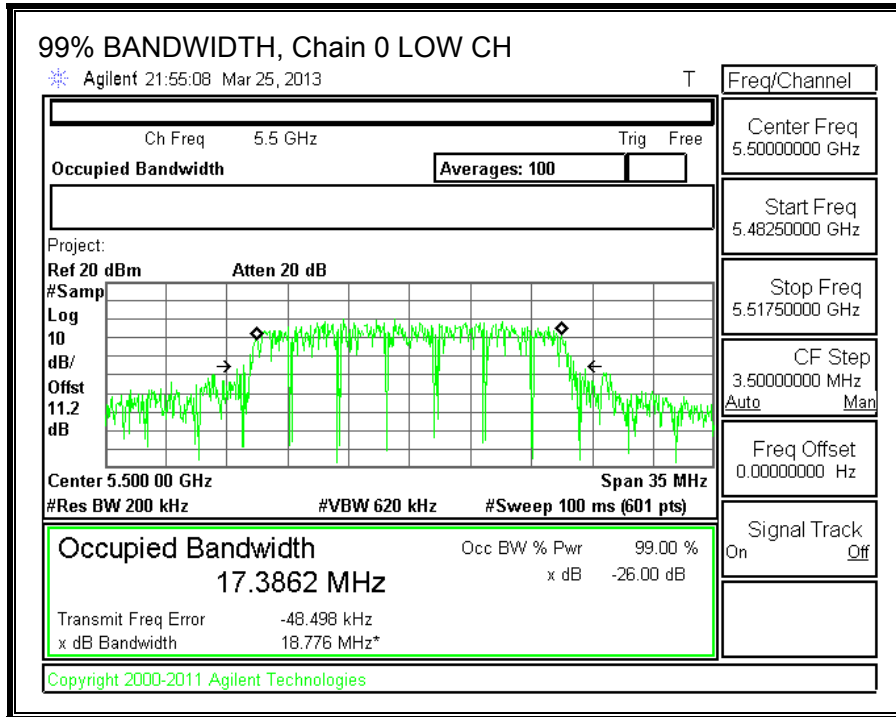 99% BANDWIDTH, Chain 0 LOW CH
Agilent 21:55:08 Mar 25, 2013 T
Freq/Channel
Ch Freq 5.5 GHz Trig Free
Occupied Bandwidth Averages: 100
Project:
Ref 20 dBm Atten 20 dB
#Samp
Log
10
dB/
Offst
11.2
dB
Center 5.500 00 GHz Span 35 MHz
#Res BW 200 kHz #VBW 620 kHz #Sweep 100 ms (601 pts)
Occupied Bandwidth Occ BW % Pwr 99.00 %
17.3862 MHz x dB -26.00 dB
Transmit Freq Error -48.498 kHz
x dB Bandwidth 18.776 MHz*
Copyright 2000-2011 Agilent Technologies
Center Freq
5.50000000 GHz
Start Freq
5.48250000 GHz
Stop Freq
5.51750000 GHz
CF Step
3.50000000 MHz
Auto Man
Freq Offset
0.00000000 Hz
Signal Track
On Off